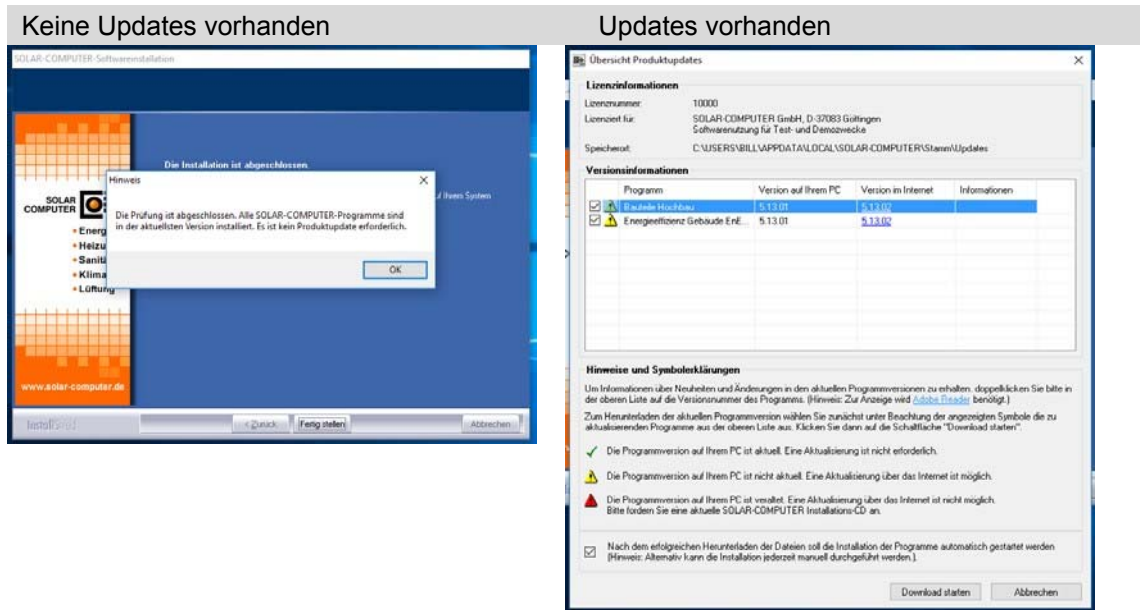 Keine Updates vorhanden
Updates vorhanden
SOLAR-COMPUTER-Softwareinstallation
Die Installation ist abgeschlossen.
f Ihrem System
Hinweis
Die Prüfung ist abgeschlossen. Alle SOLAR-COMPUTER-Programme sind
in der aktuellsten Version installiert. Es ist kein Produktupdate erforderlich.
OK
SOLAR
COMPUTER
• Energ
• Heizu
• Sanitä
• Klima
• Lüftung
www.solar-computer.de
InstallShield
< Zurück
Fertig stellen
Abbrechen
Übersicht Produktupdates
Lizenzinformationen
Lizenznummer: 10000
Lizenziert für: SOLAR-COMPUTER GmbH, D-37083 Göttingen
Softwarenutzung für Test- und Demozwecke
Speicherort: C:\USERS\BILL\APPDATA\LOCAL\SOLAR-COMPUTER\Stamm\Updates
Versionsinformationen
Programm Version auf Ihrem PC Version im Internet Informationen
Bauteile Hochbau 5.13.01 5.13.02
Energieeffizienz Gebäude EnE... 5.13.01 5.13.02
Hinweise und Symbolerklärungen
Um Informationen über Neuheiten und Änderungen in den aktuellen Programmversionen zu erhalten, doppelklicken Sie bitte in
der oberen Liste auf die Versionsnummer des Programms. (Hinweis: Zur Anzeige wird Adobe Reader benötigt.)
Zum Herunterladen der aktuellen Programmversion wählen Sie zunächst unter Beachtung der angezeigten Symbole die zu
aktualisierenden Programme aus der oberen Liste aus. Klicken Sie dann auf die Schaltfläche "Download starten".
Die Programmversion auf Ihrem PC ist aktuell. Eine Aktualisierung ist nicht erforderlich.
Die Programmversion auf Ihrem PC ist nicht aktuell. Eine Aktualisierung über das Internet ist möglich.
Die Programmversion auf Ihrem PC ist veraltet. Eine Aktualisierung über das Internet ist nicht möglich.
Bitte fordern Sie eine aktuelle SOLAR-COMPUTER Installations-CD an.
Nach dem erfolgreichen Herunterladen der Dateien soll die Installation der Programme automatisch gestartet werden
(Hinweis: Alternativ kann die Installation jederzeit manuell durchgeführt werden.).
Download starten
Abbrechen